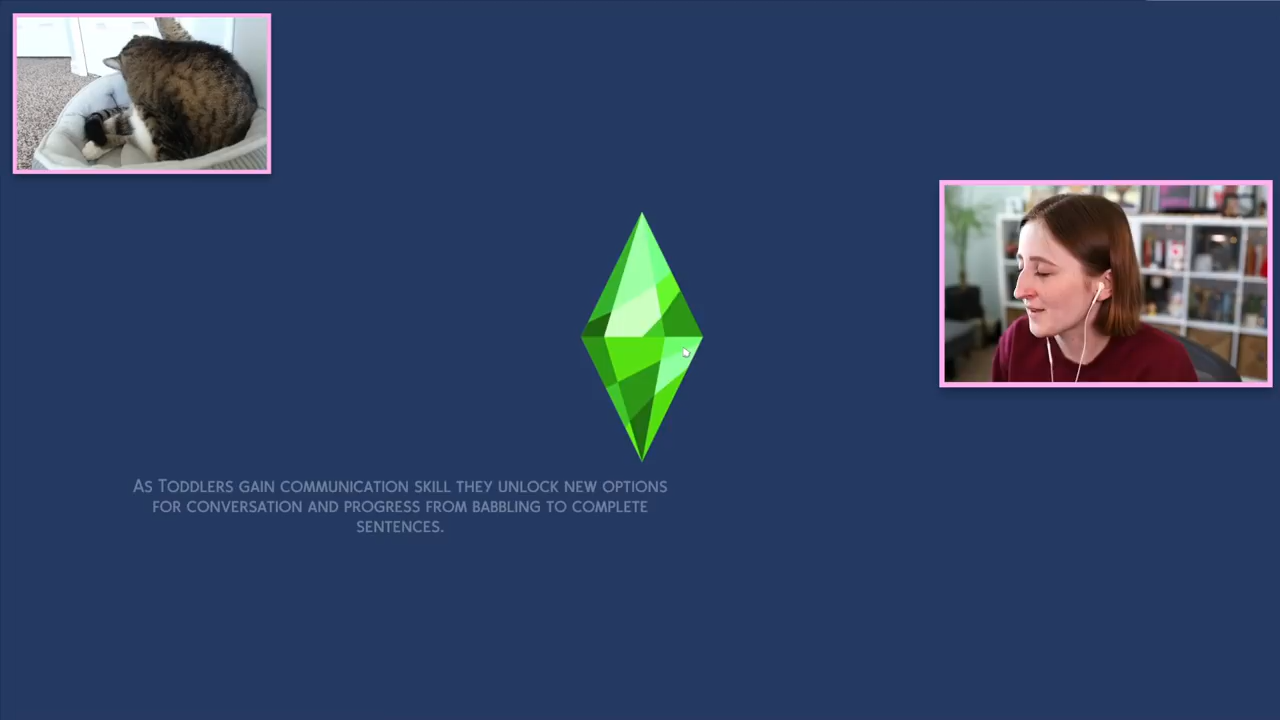 AS TODDLERS GAIN COMMUNICATION SKILL THEY UNLOCK NEW OPTIONS
FOR CONVERSATION AND PROGRESS FROM BABBLING TO COMPLETE
SENTENCES.